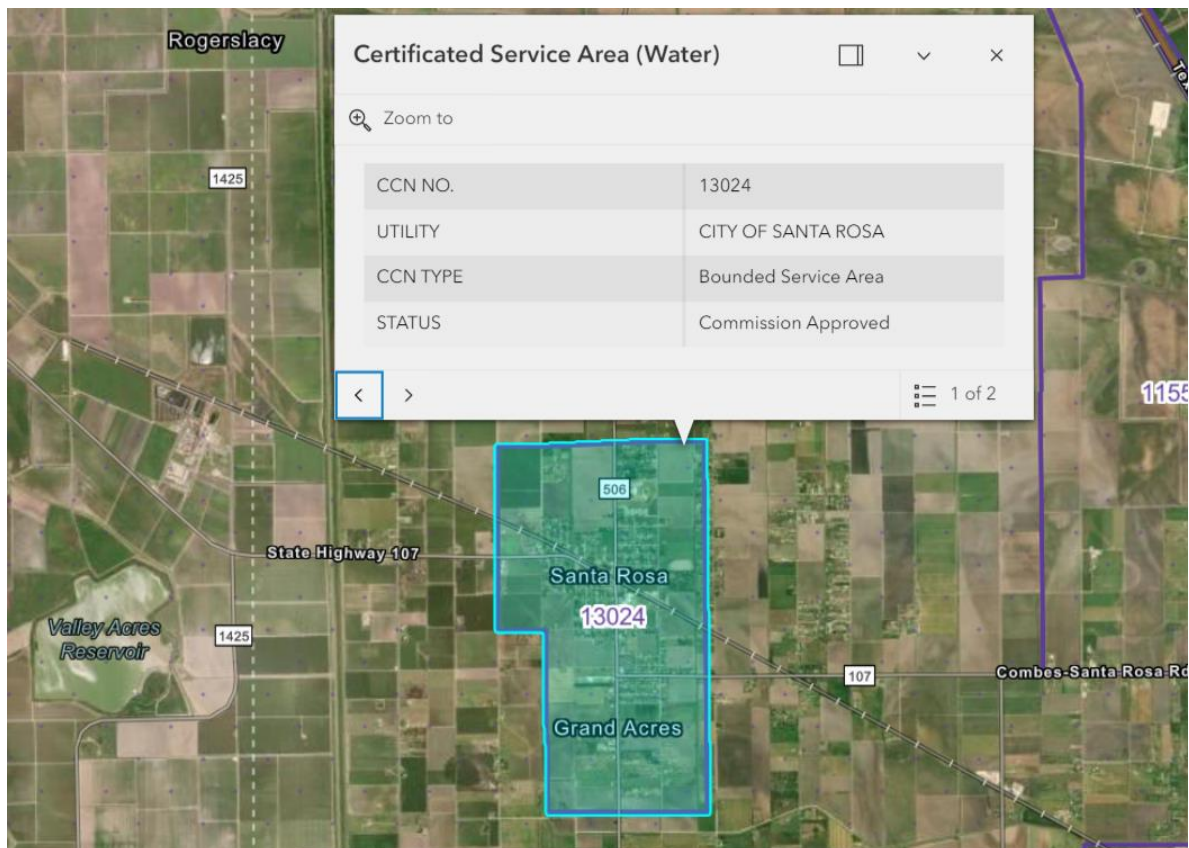 Rogerslacy
Certificated Service Area (Water)
Zoom to
CCN NO. 13024
UTILITY CITY OF SANTA ROSA
CCN TYPE Bounded Service Area
STATUS Commission Approved
1 of 2
1425
Tex
1155
506
State Highway 107
Santa Rosa
13024
Valley Acres
Reservoir
1425
107
Combes-Santa Rosa Rd
Grand Acres